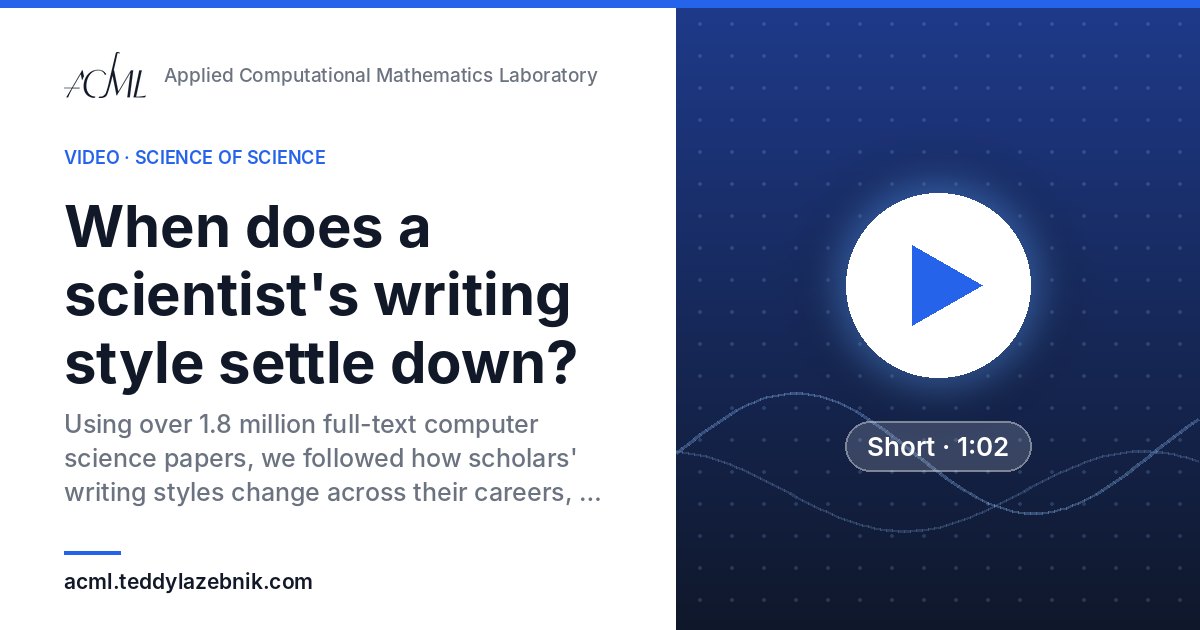 ACML Applied Computational Mathematics Laboratory
VIDEO · SCIENCE OF SCIENCE
When does a
scientist's writing
style settle down?
Using over 1.8 million full-text computer
science papers, we followed how scholars'
writing styles change across their careers, ...
acml.teddylazebnik.com
Short · 1:02